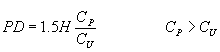 PD = 1.5H C_P/C_U    C_P > C_U